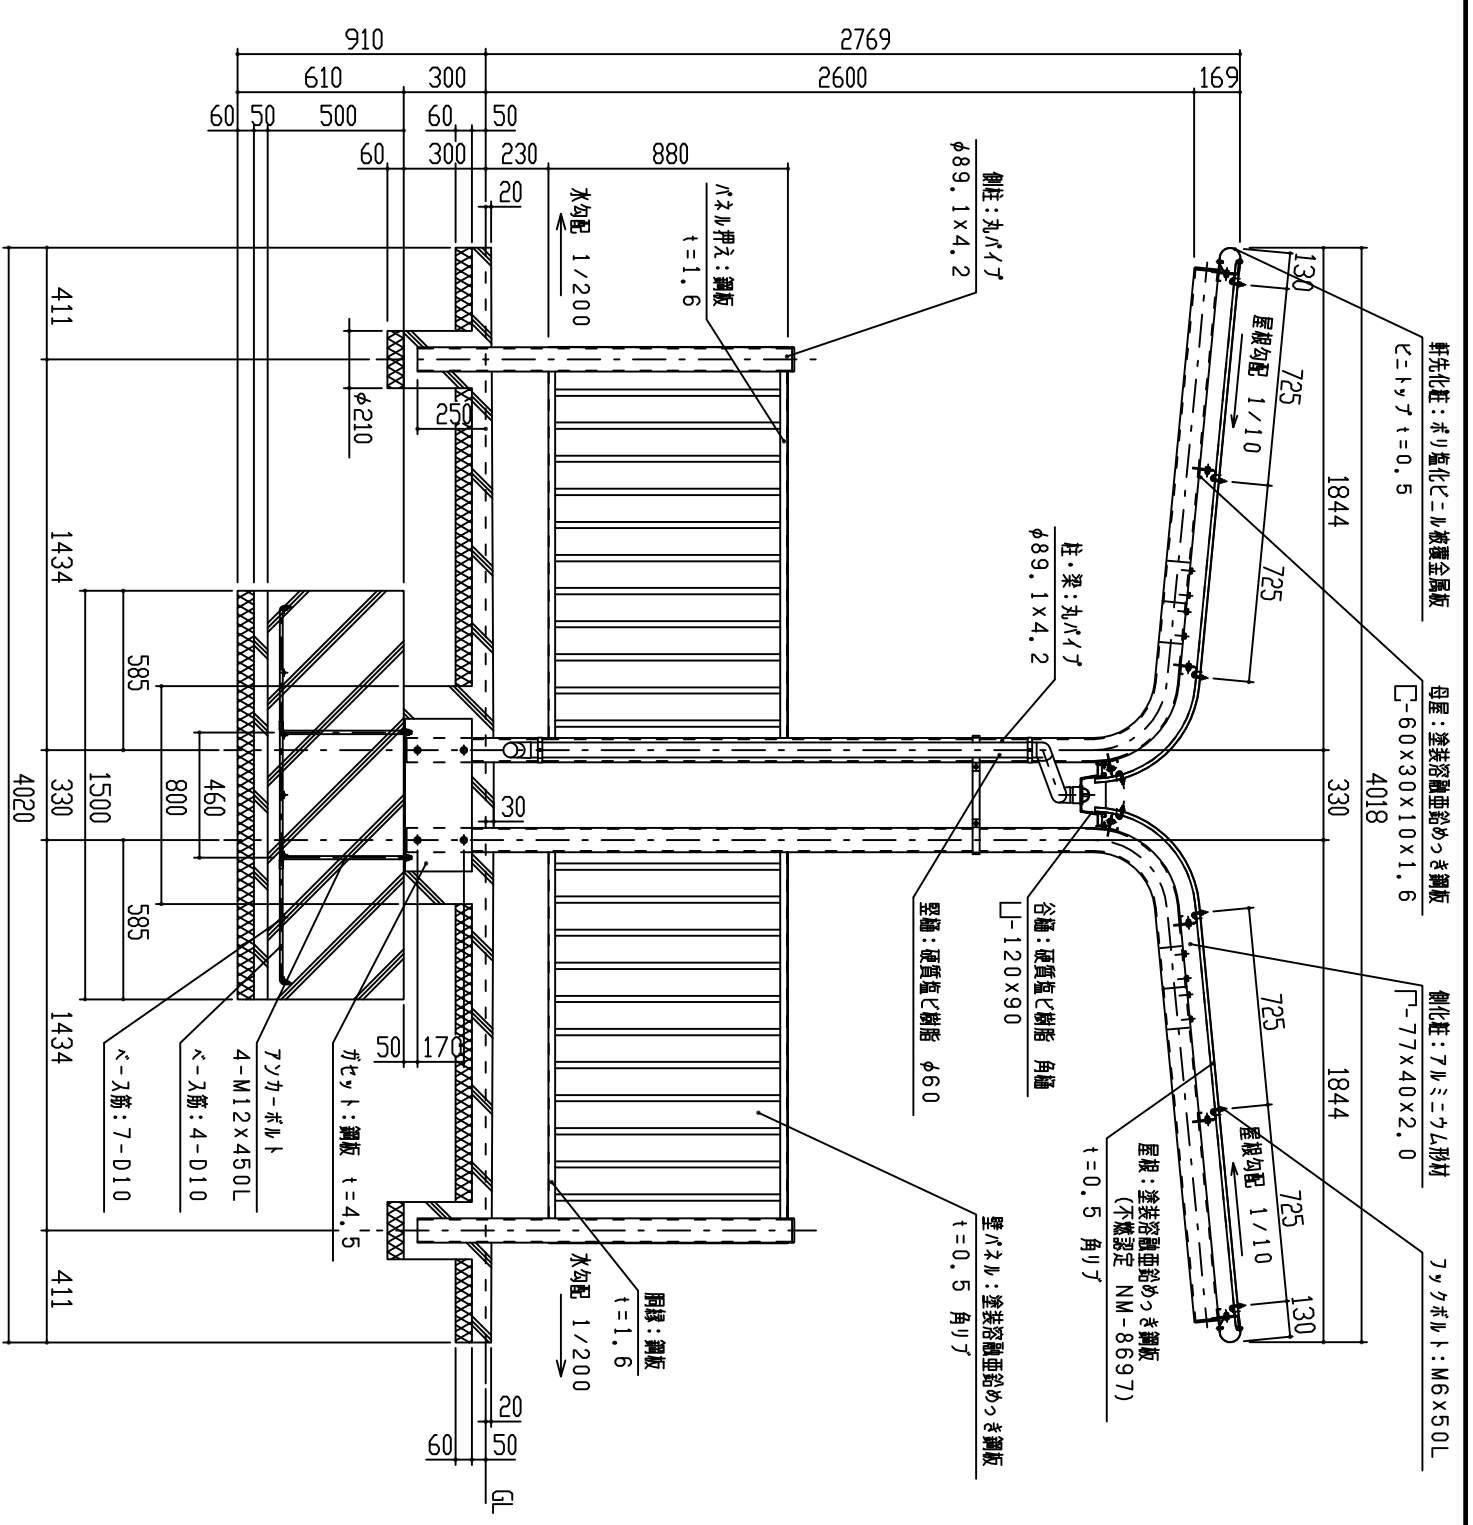 軒先化粧：ポリ塩化ビニル被覆金属板
ビニトップ t=0.5
母屋：塗装溶融亜鉛めっき鋼板
-60x30x10x1.6
側化粧：アルミニウム形材
-77x40x2.0
フックボルト：M6x50L
4018
1844
330
1844
130
725
725
725
725
130
屋根勾配 1/10
屋根勾配 1/10
屋根：塗装溶融亜鉛めっき鋼板
(不燃認定 NM-8697)
t=0.5 角リブ
柱・梁：丸パイプ
φ89.1x4.2
谷樋：硬質塩ビ樹脂 角樋
-120x90
竪樋：硬質塩ビ樹脂 φ60
側柱：丸パイプ
φ89.1x4.2
壁パネル：塗装溶融亜鉛めっき鋼板
t=0.5 角リブ
パネル押え：鋼板
t=1.6
胴縁：鋼板
t=1.6
水勾配 1/200
水勾配 1/200
2769
910
169
2600
300
610
50
60
500
50
60
880
230
300
60
20
20
50
60
GL
30
250
φ210
50
170
ガセット：鋼板 t=4.5
アンカーボルト
4-M12x450L
ベース筋：4-D10
ベース筋：7-D10
460
800
585
585
1500
411
1434
330
1434
411
4020